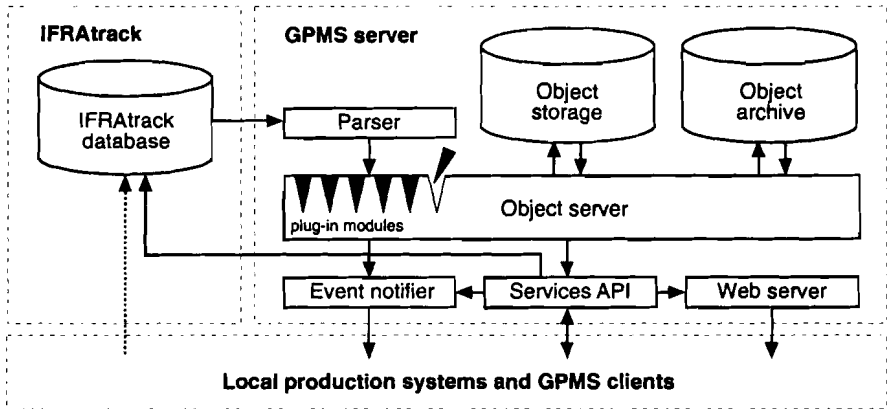 IFRAtrack
GPMS server
IFRAtrack
database
Parser
Object
storage
Object
archive
plug-in modules
Object server
Event notifier
Services API
Web server
Local production systems and GPMS clients